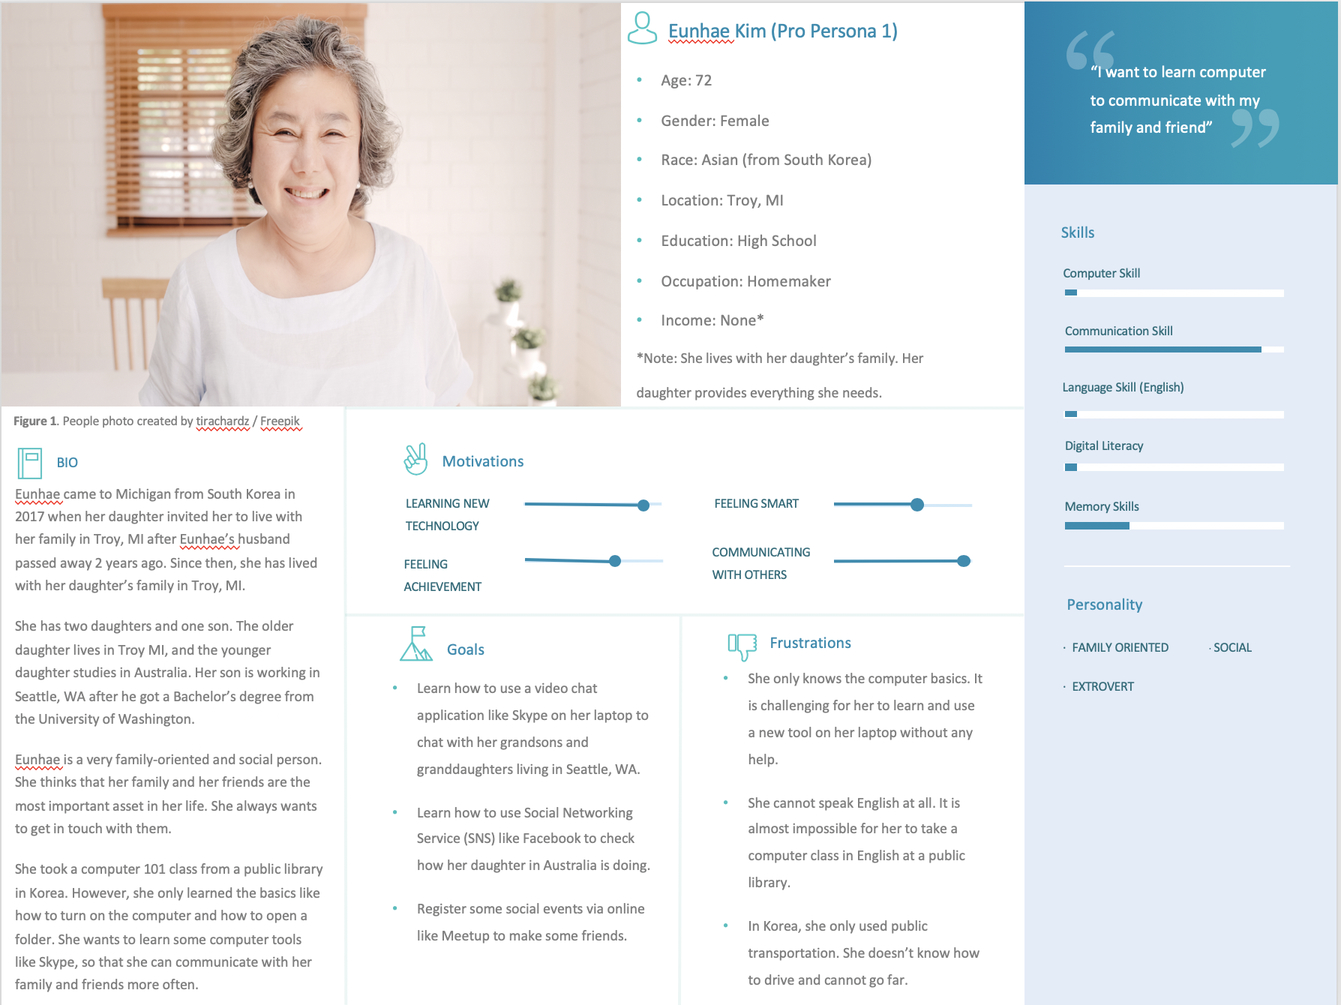 Eunhae Kim (Pro Persona 1)
• Age: 72
• Gender: Female
• Race: Asian (from South Korea)
• Location: Troy, MI
• Education: High School
• Occupation: Homemaker
• Income: None*
*Note: She lives with her daughter’s family. Her
daughter provides everything she needs.
“I want to learn computer
to communicate with my
family and friend”
Skills
Computer Skill
Communication Skill
Language Skill (English)
Digital Literacy
Memory Skills
Personality
· FAMILY ORIENTED
· SOCIAL
· EXTROVERT
Figure 1. People photo created by tirachardz / Freepik
BIO
Eunhae came to Michigan from South Korea in
2017 when her daughter invited her to live with
her family in Troy, MI after Eunhae’s husband
passed away 2 years ago. Since then, she has lived
with her daughter’s family in Troy, MI.
She has two daughters and one son. The older
daughter lives in Troy MI, and the younger
daughter studies in Australia. Her son is working in
Seattle, WA after he got a Bachelor’s degree from
the University of Washington.
Eunhae is a very family-oriented and social person.
She thinks that her family and her friends are the
most important asset in her life. She always wants
to get in touch with them.
She took a computer 101 class from a public library
in Korea. However, she only learned the basics like
how to turn on the computer and how to open a
folder. She wants to learn some computer tools
like Skype, so that she can communicate with her
family and friends more often.
Motivations
LEARNING NEW
TECHNOLOGY
FEELING SMART
FEELING
ACHIEVEMENT
COMMUNICATING
WITH OTHERS
Goals
• Learn how to use a video chat
application like Skype on her laptop to
chat with her grandsons and
granddaughters living in Seattle, WA.
• Learn how to use Social Networking
Service (SNS) like Facebook to check
how her daughter in Australia is doing.
• Register some social events via online
like Meetup to make some friends.
Frustrations
• She only knows the computer basics. It
is challenging for her to learn and use
a new tool on her laptop without any
help.
• She cannot speak English at all. It is
almost impossible for her to take a
computer class in English at a public
library.
• In Korea, she only used public
transportation. She doesn’t know how
to drive and cannot go far.